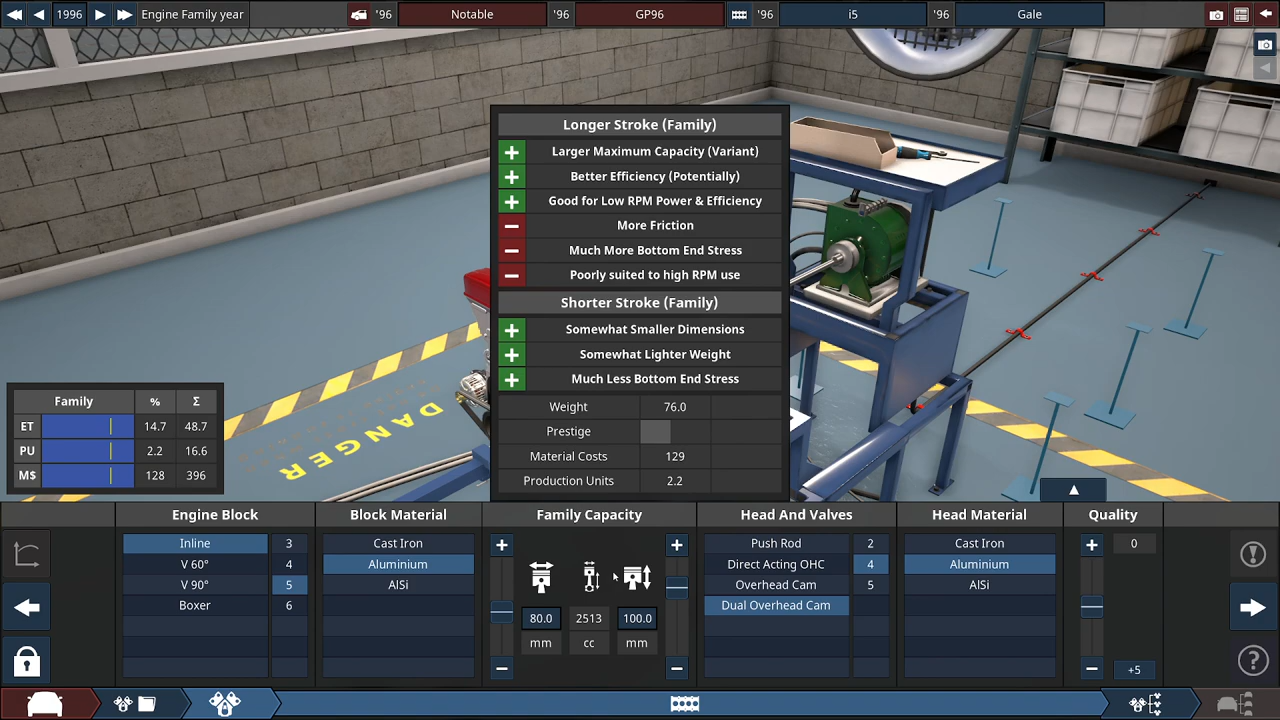 1996 Engine Family year '96 Notable '96 GP96 '96 i5 '96 Gale
Longer Stroke (Family)
Larger Maximum Capacity (Variant)
Better Efficiency (Potentially)
Good for Low RPM Power & Efficiency
More Friction
Much More Bottom End Stress
Poorly suited to high RPM use
Shorter Stroke (Family)
Somewhat Smaller Dimensions
Somewhat Lighter Weight
Much Less Bottom End Stress
Weight 76.0
Prestige
Material Costs 129
Production Units 2.2
Family % Σ
ET 14.7 48.7
PU 2.2 16.6
M$ 128 396
DANGER
Engine Block
Inline 3
V 60° 4
V 90° 5
Boxer 6
Block Material
Cast Iron
Aluminium
AlSi
Family Capacity
80.0 2513 100.0
mm cc mm
Head And Valves
Push Rod 2
Direct Acting OHC 4
Overhead Cam 5
Dual Overhead Cam
Head Material
Cast Iron
Aluminium
AlSi
Quality
0
+5